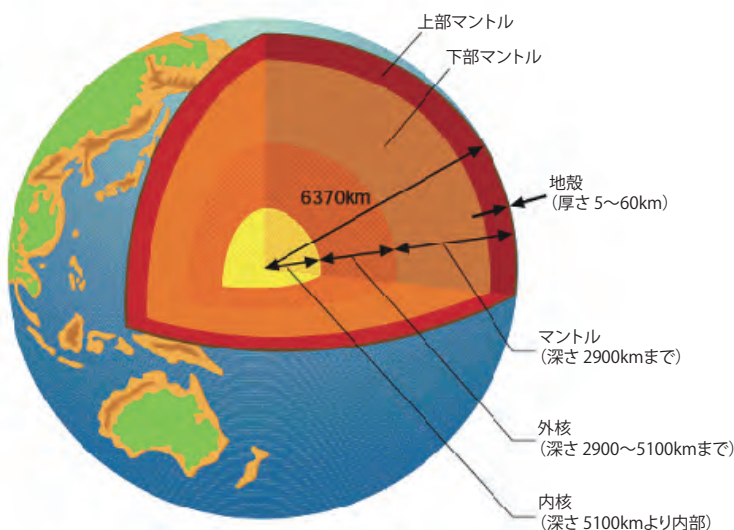 上部マントル
下部マントル
6370km
地殻
(厚さ 5〜60km)
マントル
(深さ 2900kmまで)
外核
(深さ 2900〜5100kmまで)
内核
(深さ 5100kmより内部)